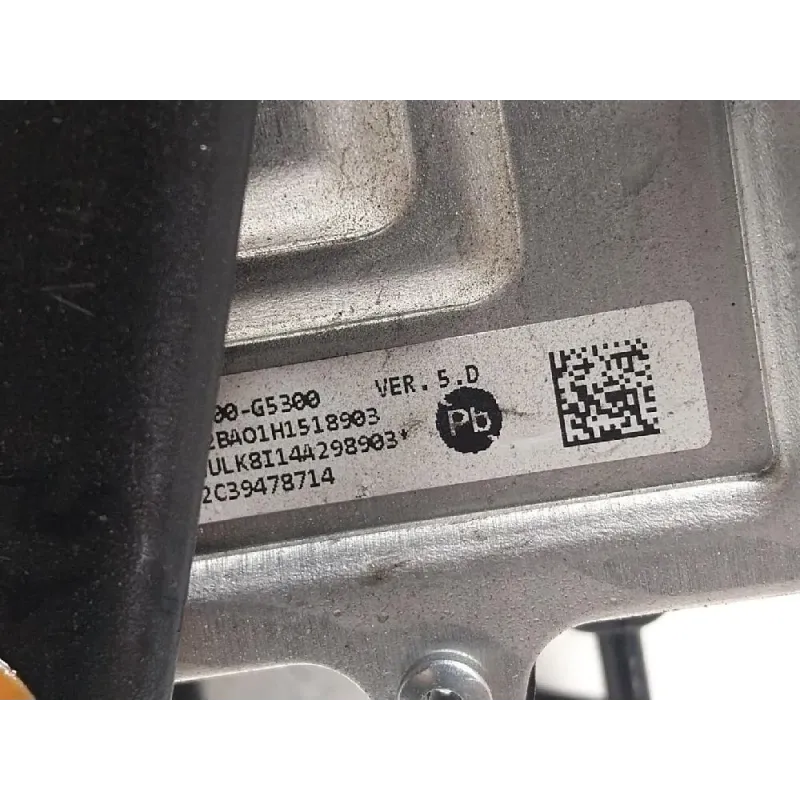 00-G5300 VER. 5.D
2BA01H1518903
ULK8I14A298903*
2C39478714
Pb